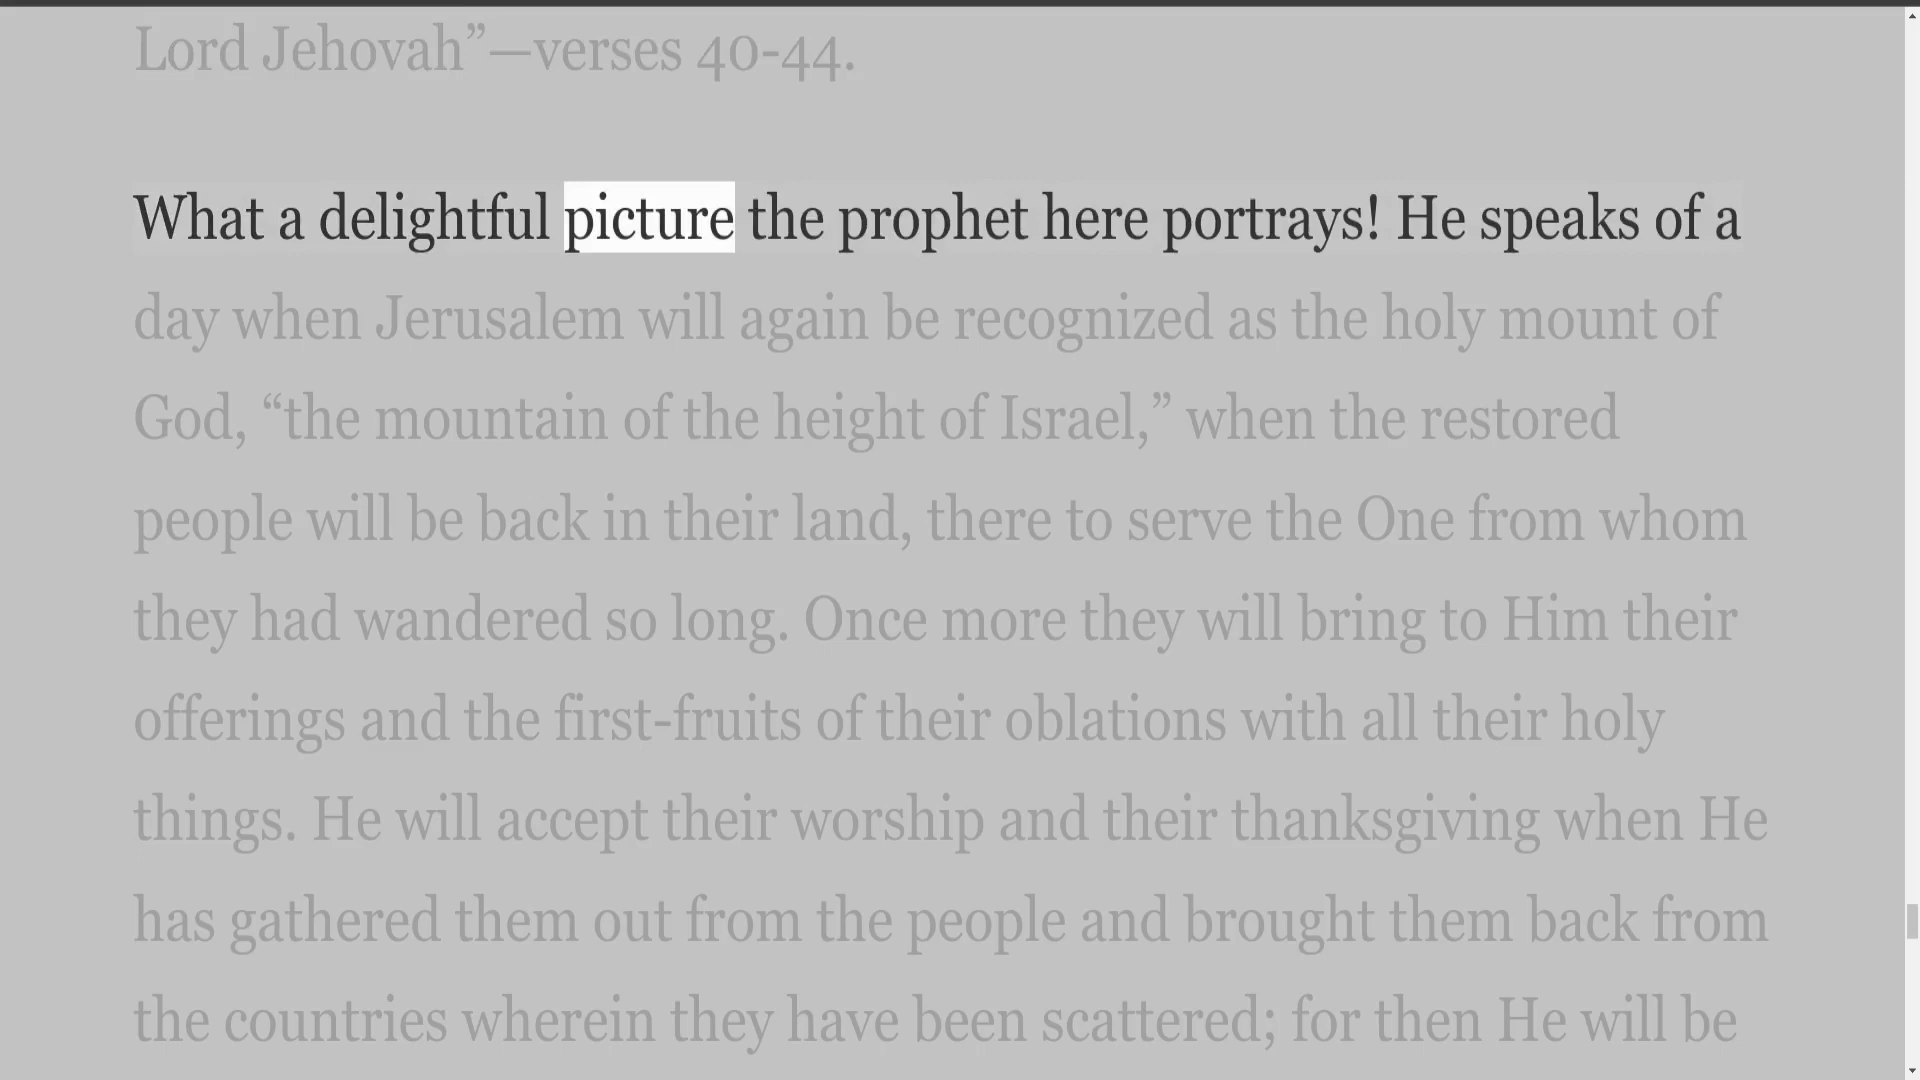 Lord Jehovah”—verses 40-44.
What a delightful picture the prophet here portrays! He speaks of a
day when Jerusalem will again be recognized as the holy mount of
God, “the mountain of the height of Israel,” when the restored
people will be back in their land, there to serve the One from whom
they had wandered so long. Once more they will bring to Him their
offerings and the first-fruits of their oblations with all their holy
things. He will accept their worship and their thanksgiving when He
has gathered them out from the people and brought them back from
the countries wherein they have been scattered; for then He will be